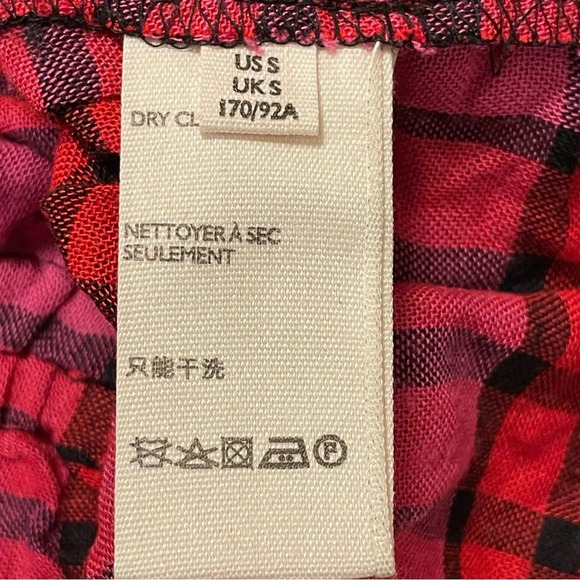 US S
UK S
170/92A
DRY CL
NETTOYER À SEC
SEULEMENT
只能干洗
F